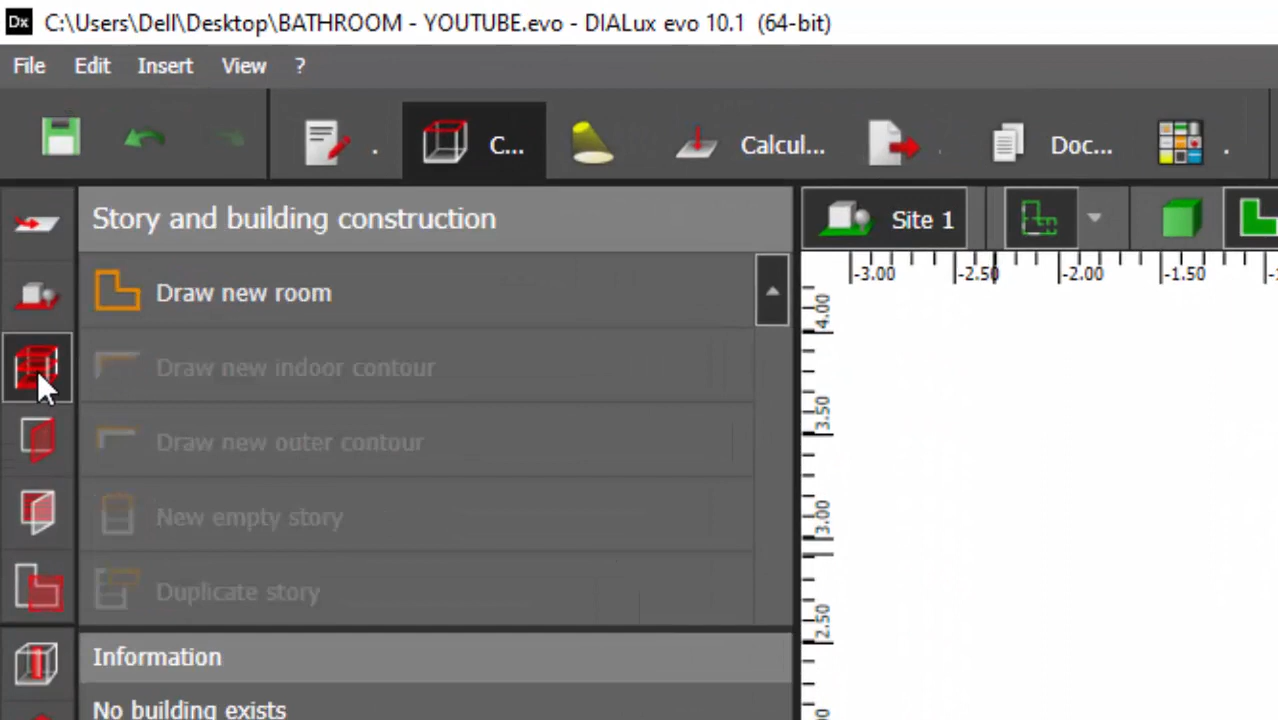 Dx C:\Users\Dell\Desktop\BATHROOM - YOUTUBE.evo - DIALux evo 10.1 (64-bit)
File Edit Insert View ?
. C... Calcul... Doc... .
Story and building construction
Site 1
-3.00 -2.50 -2.00 -1.50
Draw new room
4.00
Draw new indoor contour
3.50
Draw new outer contour
New empty story
3.00
Duplicate story
2.50
Information
No building exists